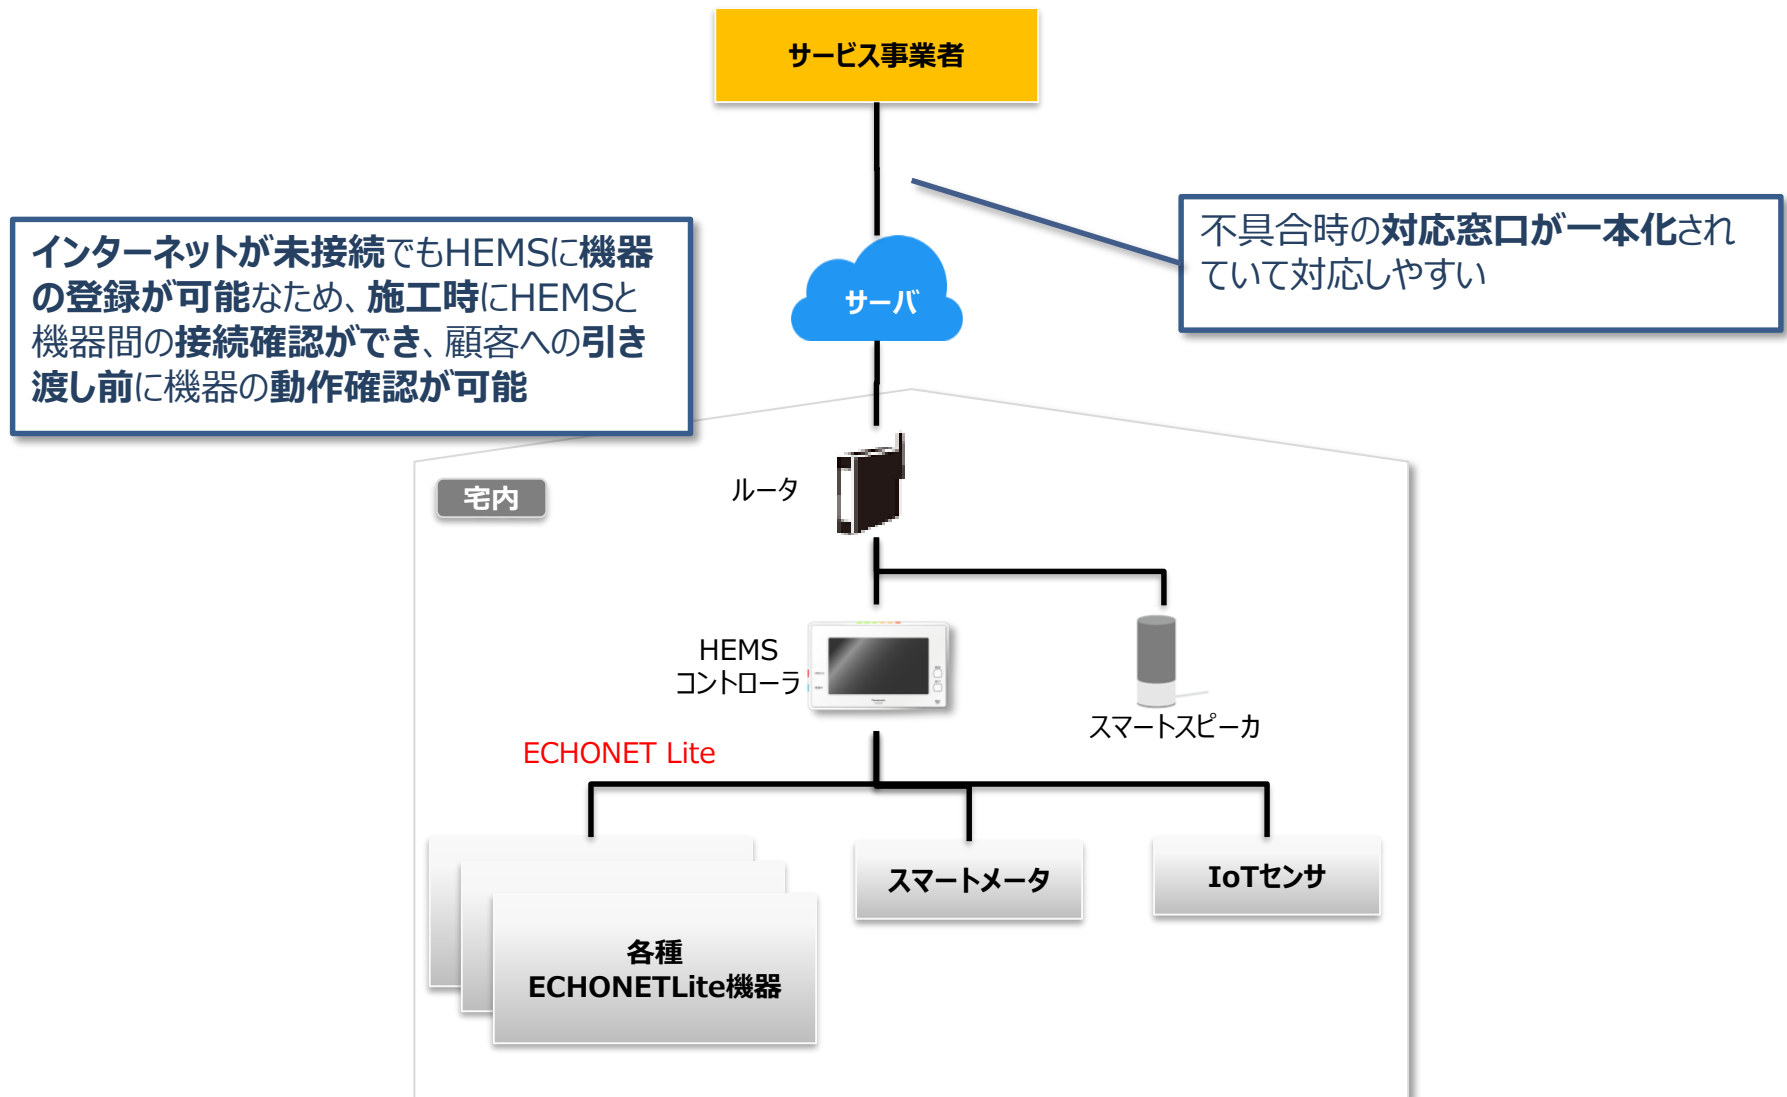 サービス事業者
インターネットが未接続でもHEMSに機器
の登録が可能なため、施工時にHEMSと
機器間の接続確認ができ、顧客への引き
渡し前に機器の動作確認が可能
不具合時の対応窓口が一本化され
ていて対応しやすい
サーバ
宅内
ルータ
HEMS
コントローラ
スマートスピーカ
ECHONET Lite
スマートメータ
IoTセンサ
各種
ECHONETLite機器